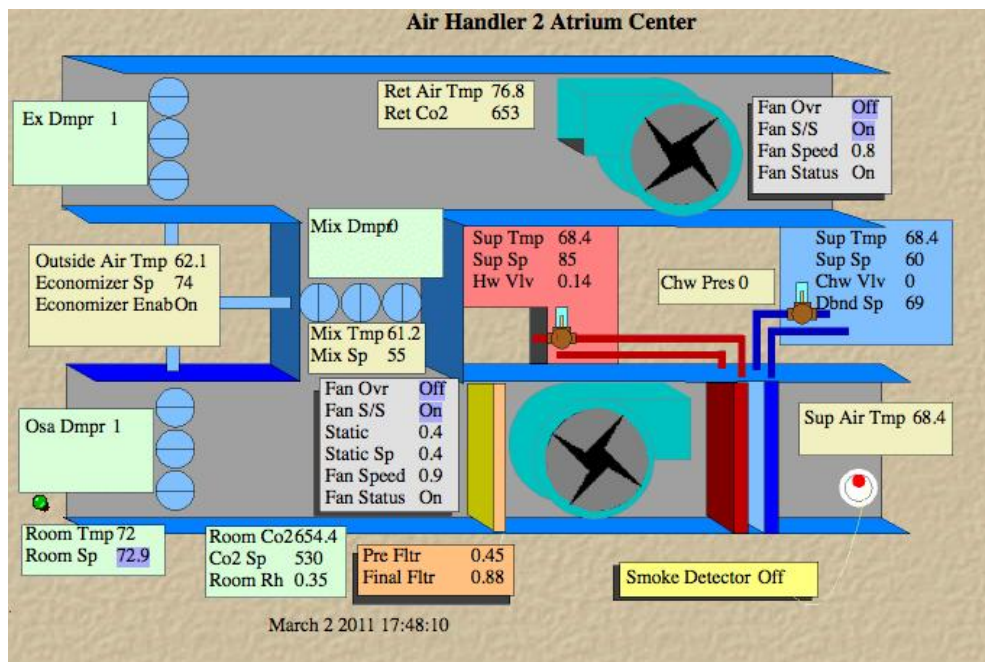 Air Handler 2 Atrium Center
Ex Dmpr 1
Ret Air Tmp 76.8
Ret Co2 653
Fan Ovr Off
Fan S/S On
Fan Speed 0.8
Fan Status On
Outside Air Tmp 62.1
Economizer Sp 74
Economizer Enab On
Mix Dmpr 0
Mix Tmp 61.2
Mix Sp 55
Sup Tmp 68.4
Sup Sp 85
Hw Vlv 0.14
Chw Pres 0
Sup Tmp 68.4
Sup Sp 60
Chw Vlv 0
Dbnd Sp 69
Osa Dmpr 1
Fan Ovr Off
Fan S/S On
Static 0.4
Static Sp 0.4
Fan Speed 0.9
Fan Status On
Sup Air Tmp 68.4
Room Tmp 72
Room Sp 72.9
Room Co2 654.4
Co2 Sp 530
Room Rh 0.35
Pre Fltr 0.45
Final Fltr 0.88
Smoke Detector Off
March 2 2011 17:48:10